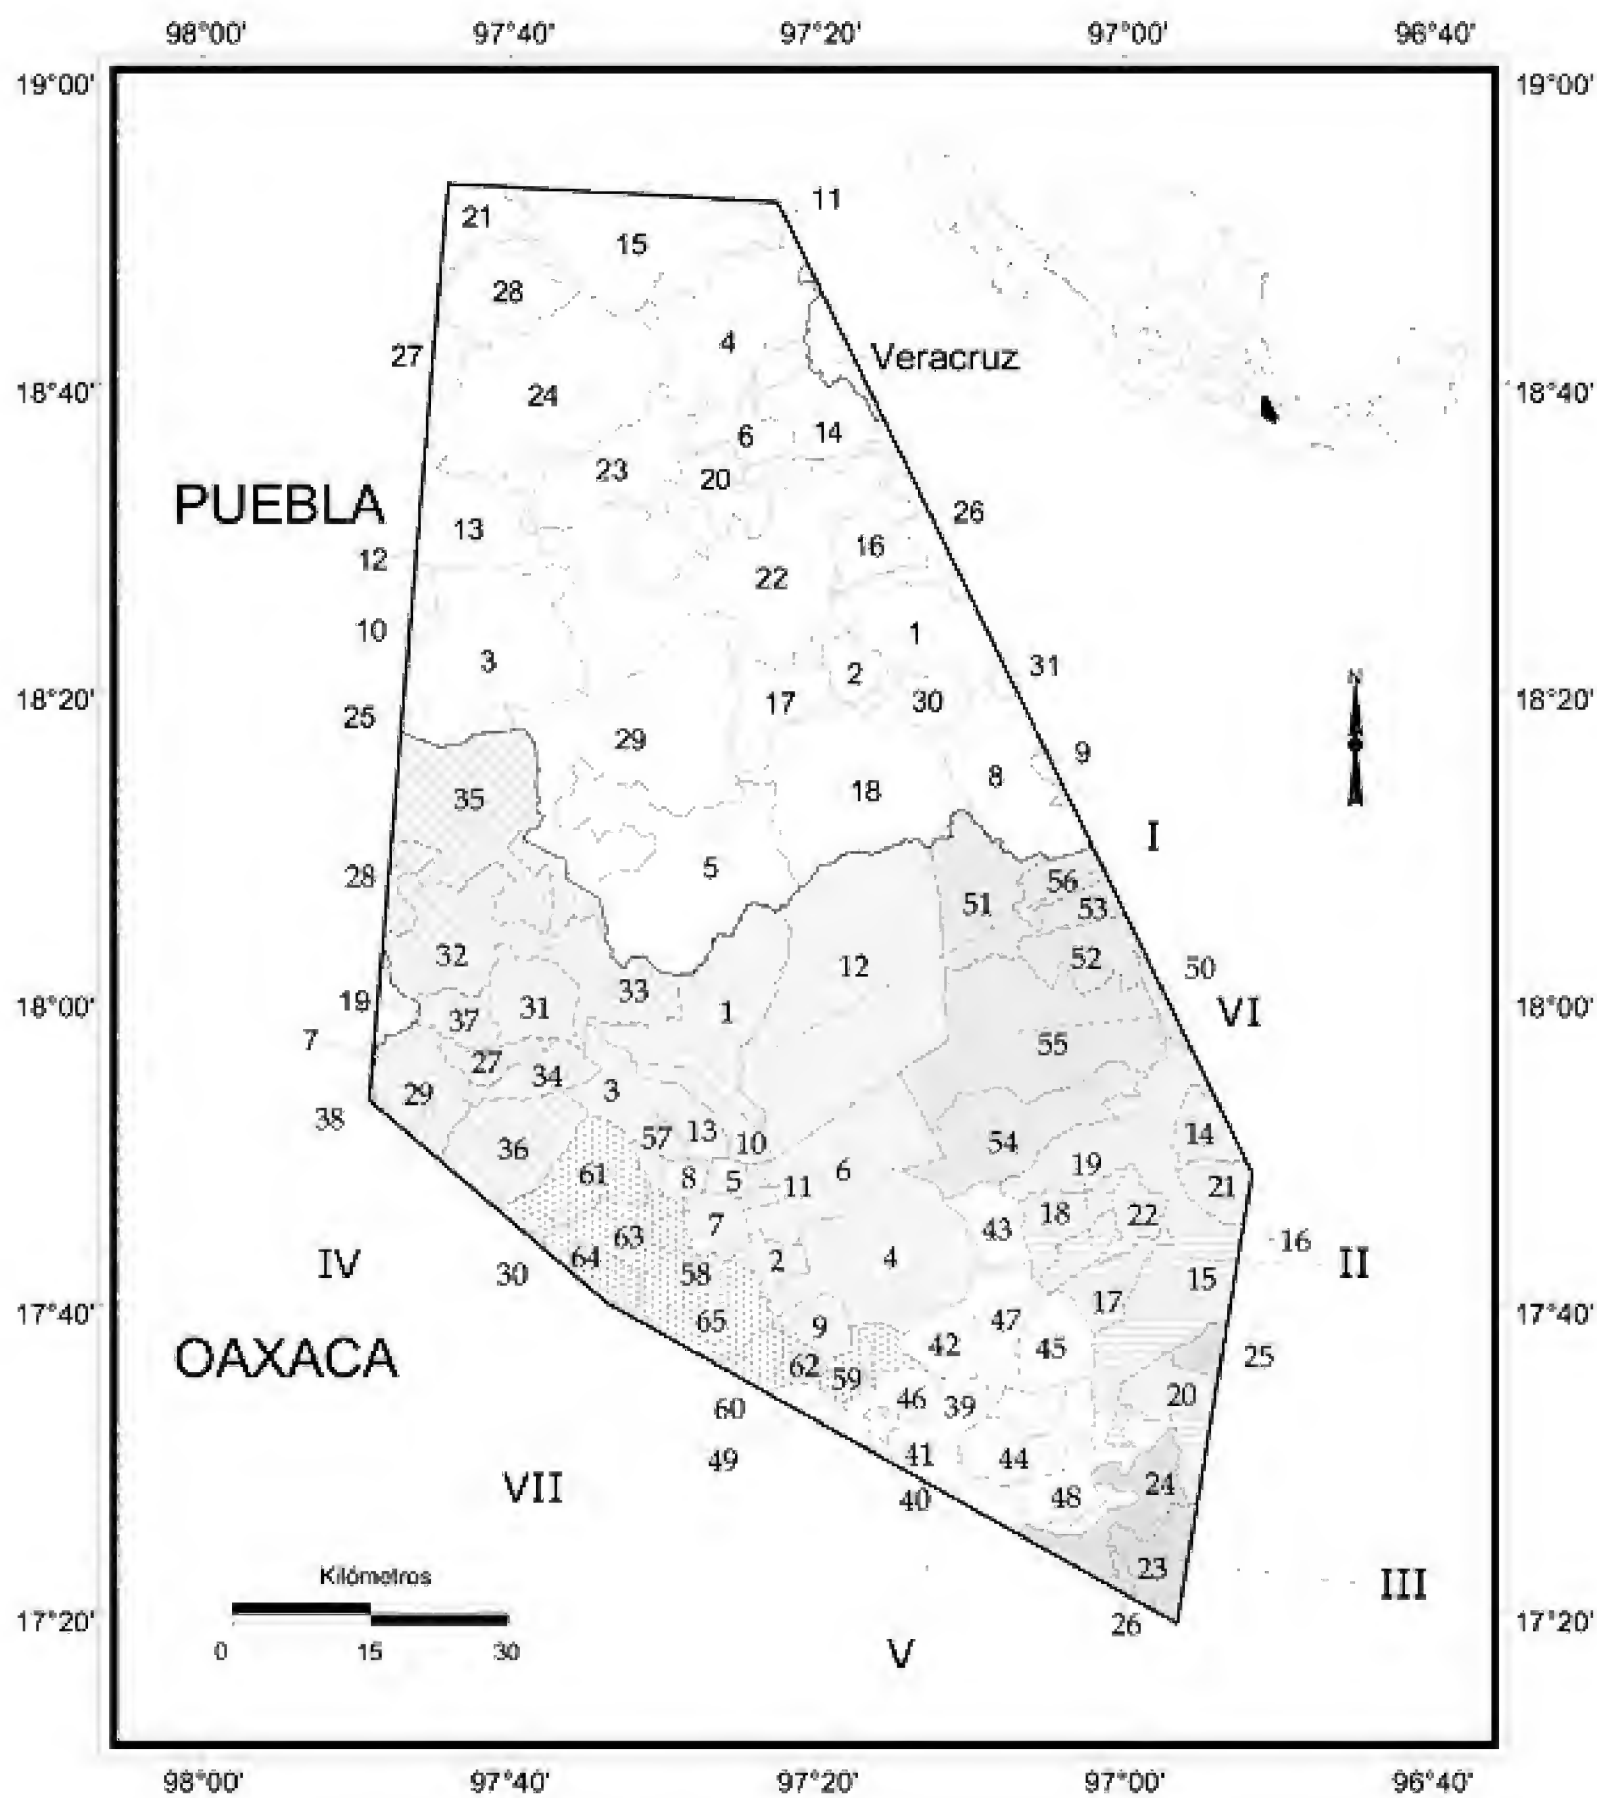 98°00' 97°40' 97°20' 97°00' 96°40'
19°00' 19°00'
11
21
15
28
4
27 Veracruz
18°40' 24 18°40'
6 14
23 20
PUEBLA
26
13
12 16
22
10 1
3 2 31
18°20' 25 17 30 18°20'
29 9
8
35 18
I
5
28 56
51 53
32 12 52 50
33
18°00' 19 31 1 VI 18°00'
37
7 55
27 34
29 3
38
57 13 10 54 14
36 19
61 8 5 11 6 21
7 43 18 22
63 16
IV 64 2 4 II
30 58 15
17
17°40' 65 9 47 17°40'
42 45
OAXACA 62 59 25
60 46 39 20
49 41 44
VII 40 48 24
Kilómetros 23
III
17°20' 26 17°20'
0 15 30 V
98°00' 97°40' 97°20' 97°00' 96°40'
N